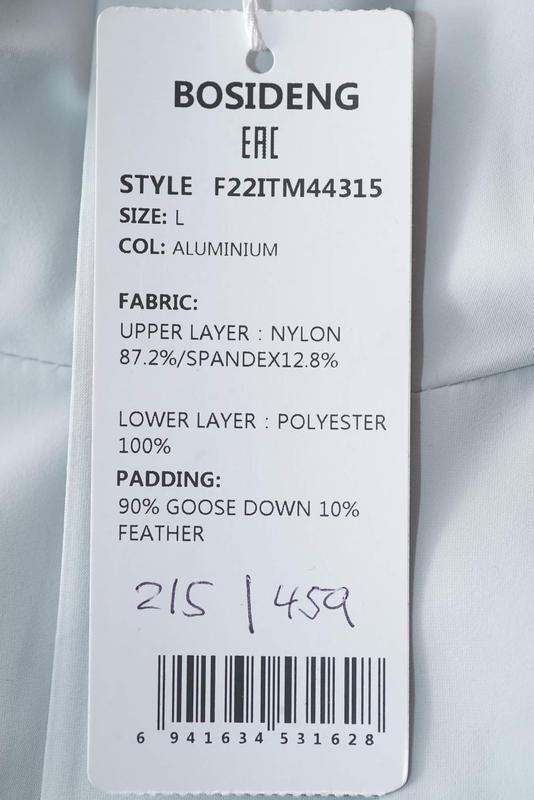 BOSIDENG
EAC
STYLE F22ITM44315
SIZE: L
COL: ALUMINIUM
FABRIC:
UPPER LAYER : NYLON
87.2%/SPANDEX12.8%
LOWER LAYER : POLYESTER
100%
PADDING:
90% GOOSE DOWN 10%
FEATHER
215 / 459
6 941634 531628